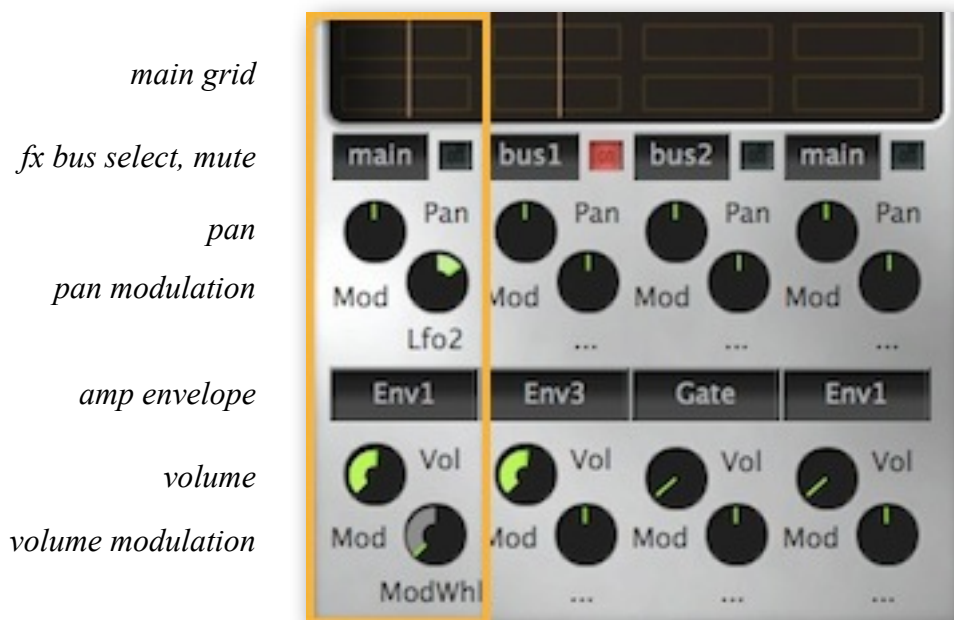 main grid
fx bus select, mute
main bus1 bus2 main
pan
Pan Pan Pan Pan
pan modulation
Mod Mod Mod Mod
Lfo2 ... ... ...
amp envelope
Env1 Env3 Gate Env1
volume
Vol Vol Vol Vol
volume modulation
Mod Mod Mod Mod
ModWhl ... ... ...